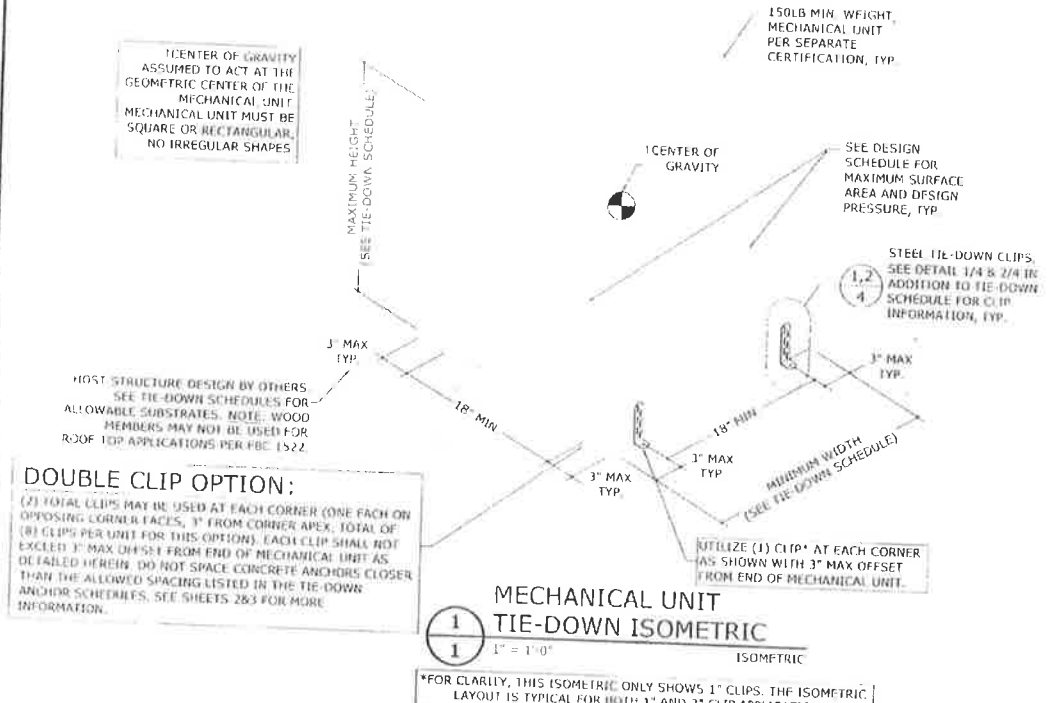 150LB MIN. WEIGHT,
MECHANICAL UNIT
PER SEPARATE
CERTIFICATION, TYP.
†CENTER OF GRAVITY
ASSUMED TO ACT AT THE
GEOMETRIC CENTER OF THE
MECHANICAL UNIT.
MECHANICAL UNIT MUST BE
SQUARE OR RECTANGULAR,
NO IRREGULAR SHAPES
MAXIMUM HEIGHT
(SEE TIE-DOWN SCHEDULE)
†CENTER OF
GRAVITY
SEE DESIGN
SCHEDULE FOR
MAXIMUM SURFACE
AREA AND DESIGN
PRESSURE, TYP
STEEL TIE-DOWN CLIPS,
SEE DETAIL 1/4 & 2/4 IN
ADDITION TO TIE-DOWN
SCHEDULE FOR CLIP
INFORMATION, TYP.
1,2
4
3" MAX
TYP.
3" MAX
TYP.
HOST STRUCTURE DESIGN BY OTHERS
SEE TIE-DOWN SCHEDULES FOR
ALLOWABLE SUBSTRATES. NOTE: WOOD
MEMBERS MAY NOT BE USED FOR
ROOF TOP APPLICATIONS PER FBC 1522
18" MIN
18" MIN
3" MAX
TYP.
3" MAX
TYP
MINIMUM WIDTH
(SEE TIE-DOWN SCHEDULE)
DOUBLE CLIP OPTION:
(2) TOTAL CLIPS MAY BE USED AT EACH CORNER (ONE EACH ON
OPPOSING CORNER FACES, 3" FROM CORNER APEX, TOTAL OF
(8) CLIPS PER UNIT FOR THIS OPTION). EACH CLIP SHALL NOT
EXCEED 3" MAX OFFSET FROM END OF MECHANICAL UNIT AS
DETAILED HEREIN. DO NOT SPACE CONCRETE ANCHORS CLOSER
THAN THE ALLOWED SPACING LISTED IN THE TIE-DOWN
ANCHOR SCHEDULES, SEE SHEETS 2&3 FOR MORE
INFORMATION.
UTILIZE (1) CLIP* AT EACH CORNER
AS SHOWN WITH 3" MAX OFFSET
FROM END OF MECHANICAL UNIT.
1
1
MECHANICAL UNIT
TIE-DOWN ISOMETRIC
1" = 1'-0"
ISOMETRIC
*FOR CLARITY, THIS ISOMETRIC ONLY SHOWS 1" CLIPS. THE ISOMETRIC
LAYOUT IS TYPICAL FOR BOTH 1" AND 2" CLIP